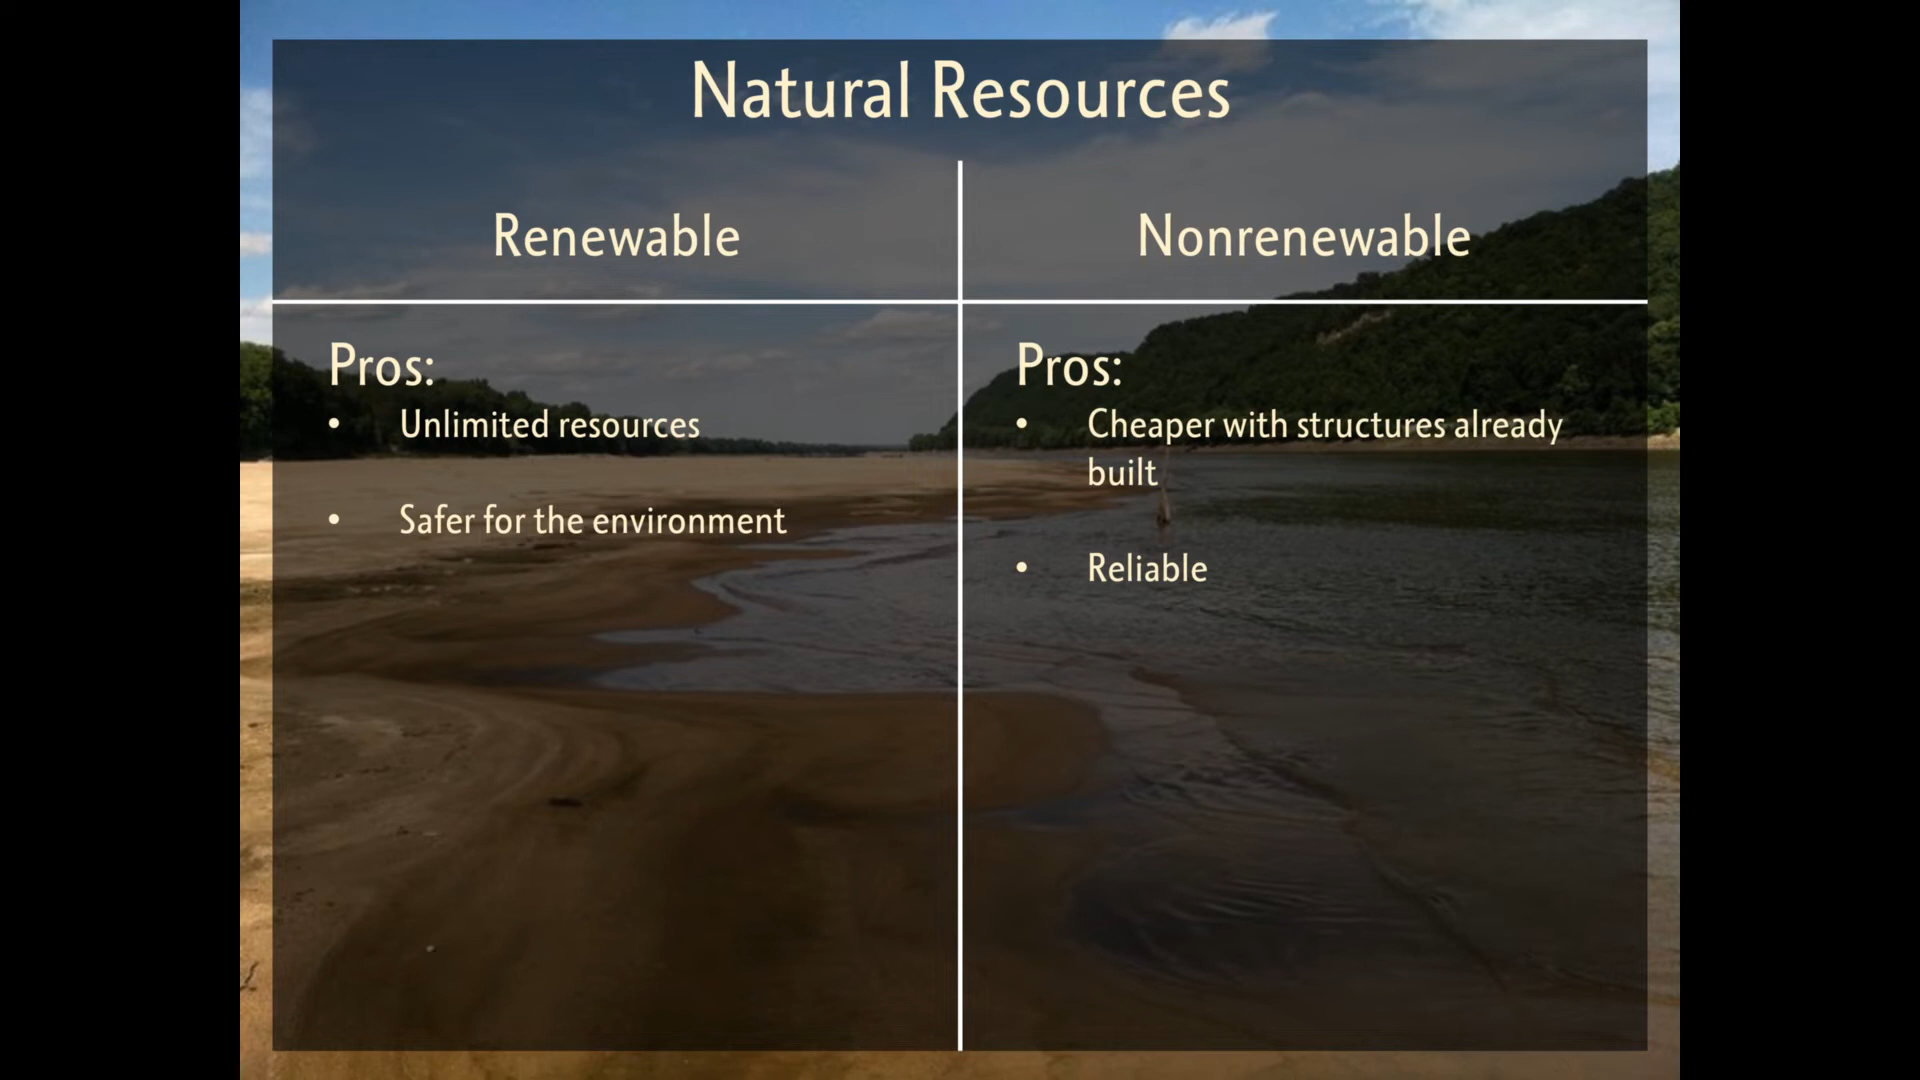 Natural Resources
Renewable
Nonrenewable
Pros:
• Unlimited resources
• Safer for the environment
Pros:
• Cheaper with structures already
built
• Reliable